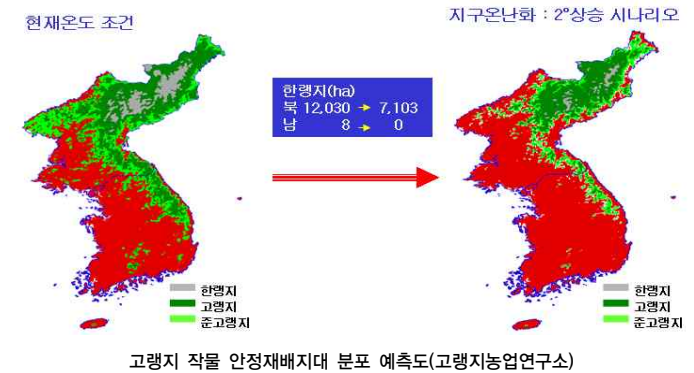 현재온도 조건
지구온난화 : 2°상승 시나리오
한랭지(ha)
북 12,030 → 7,103
남 8 → 0
한랭지
고랭지
준고랭지
한랭지
고랭지
준고랭지
고랭지 작물 안정재배지대 분포 예측도(고랭지농업연구소)